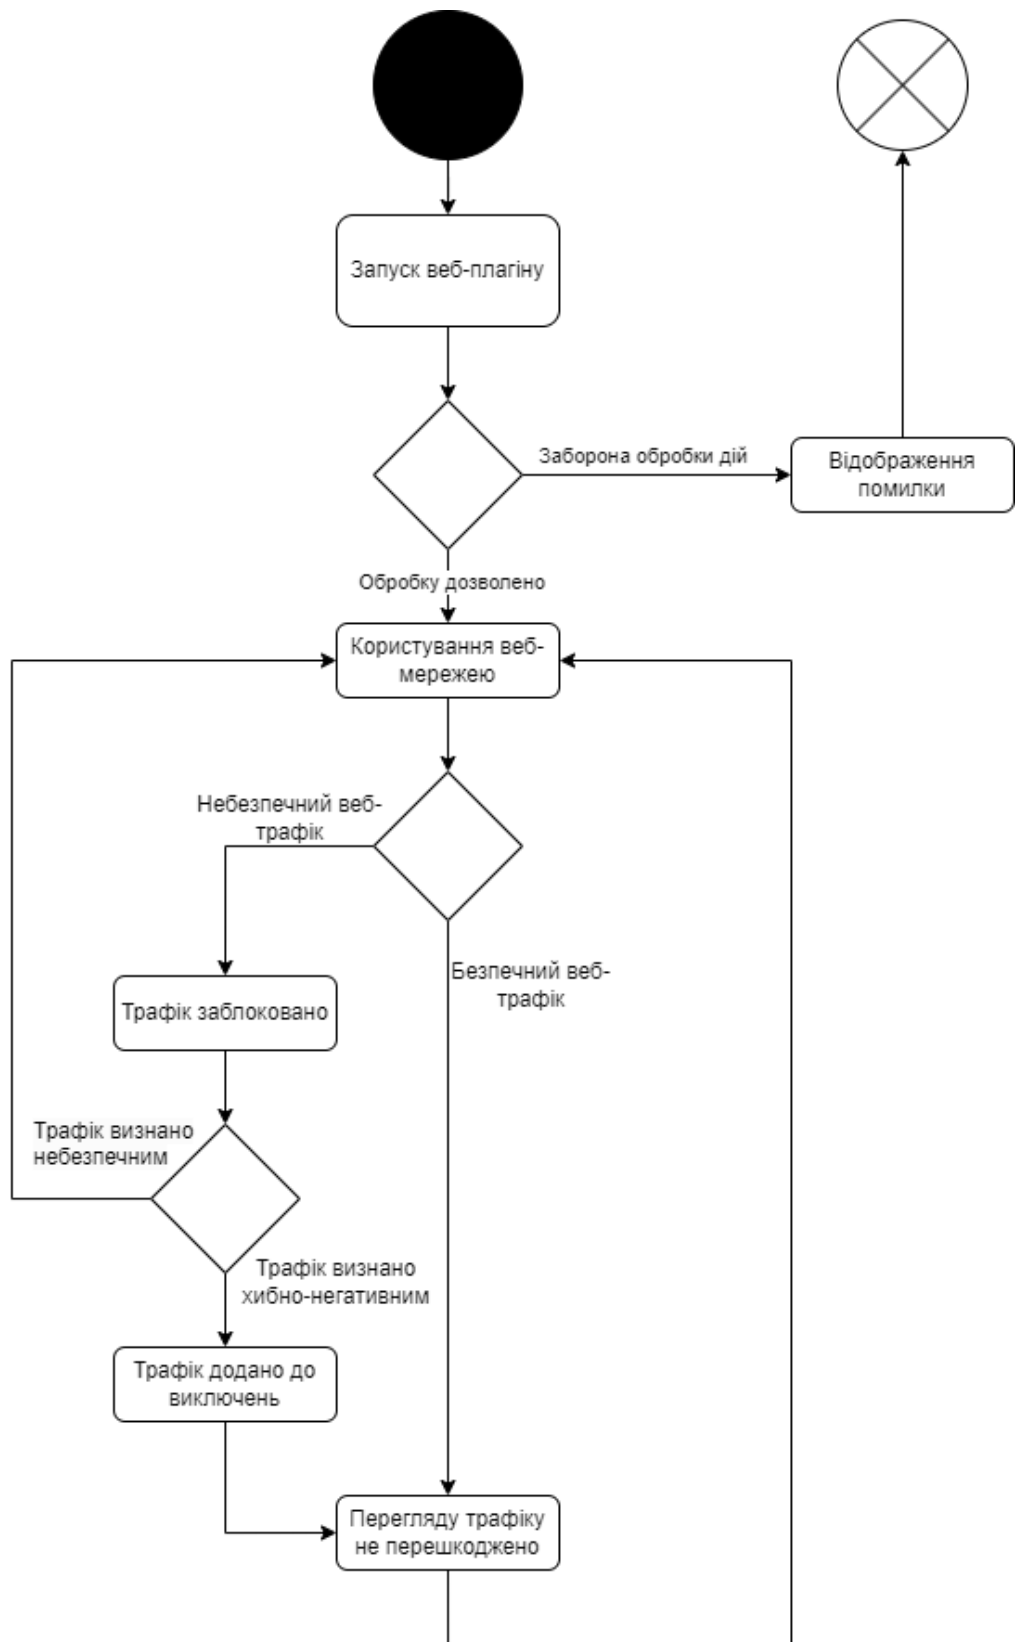 Запуск веб-плагіну
Заборона обробки дій
Відображення
помилки
Обробку дозволено
Користування веб-
мережею
Небезпечний веб-
трафік
Безпечний веб-
трафік
Трафік заблоковано
Трафік визнано
небезпечним
Трафік визнано
хибно-негативним
Трафік додано до
виключень
Перегляду трафіку
не перешкоджено